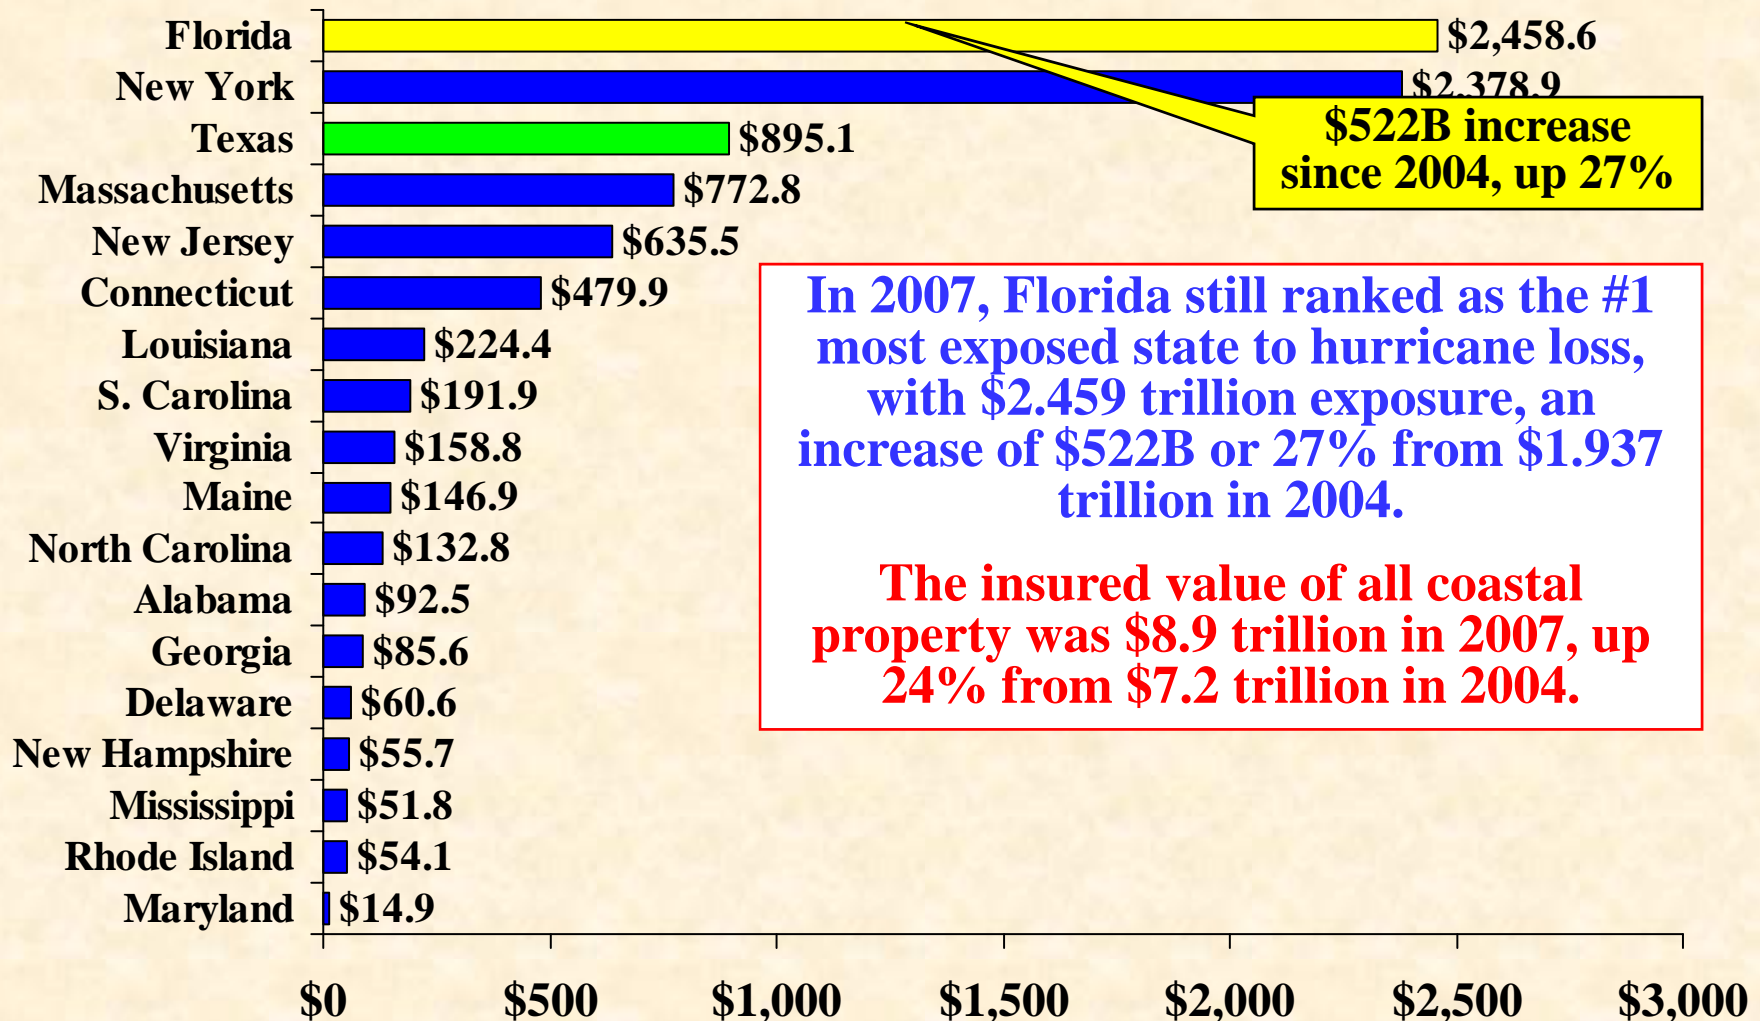 Florida $2,458.6
New York $2,378.9
Texas $895.1
Massachusetts $772.8
New Jersey $635.5
Connecticut $479.9
Louisiana $224.4
S. Carolina $191.9
Virginia $158.8
Maine $146.9
North Carolina $132.8
Alabama $92.5
Georgia $85.6
Delaware $60.6
New Hampshire $55.7
Mississippi $51.8
Rhode Island $54.1
Maryland $14.9
$0 $500 $1,000 $1,500 $2,000 $2,500 $3,000
$522B increase
since 2004, up 27%
In 2007, Florida still ranked as the #1
most exposed state to hurricane loss,
with $2.459 trillion exposure, an
increase of $522B or 27% from $1.937
trillion in 2004.
The insured value of all coastal
property was $8.9 trillion in 2007, up
24% from $7.2 trillion in 2004.